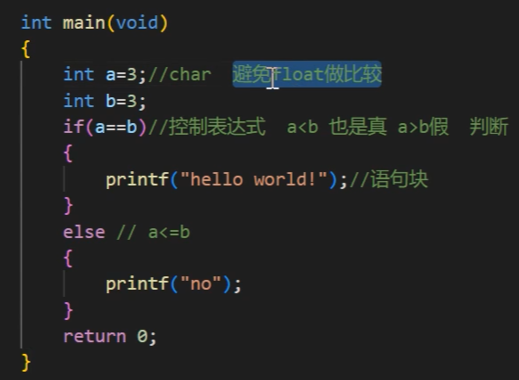 int main(void)
{
int a=3;//char 避免float做比较
int b=3;
if(a==b)//控制表达式 a<b 也是真 a>b假 判断
{
printf("hello world!");//语句块
}
else // a<=b
{
printf("no");
}
return 0;
}